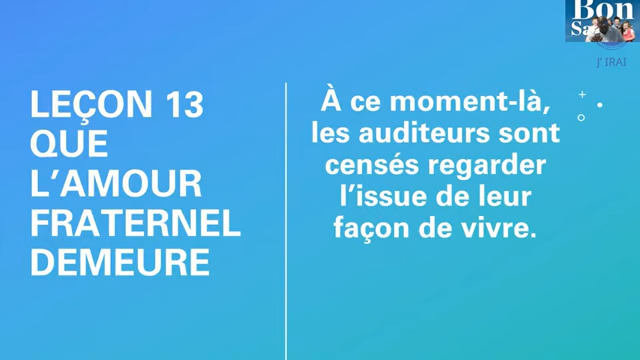 Bon
Sa
J' IRAI
LEÇON 13
QUE
L’AMOUR
FRATERNEL
DEMEURE
À ce moment-là,
les auditeurs sont
censés regarder
l’issue de leur
façon de vivre.